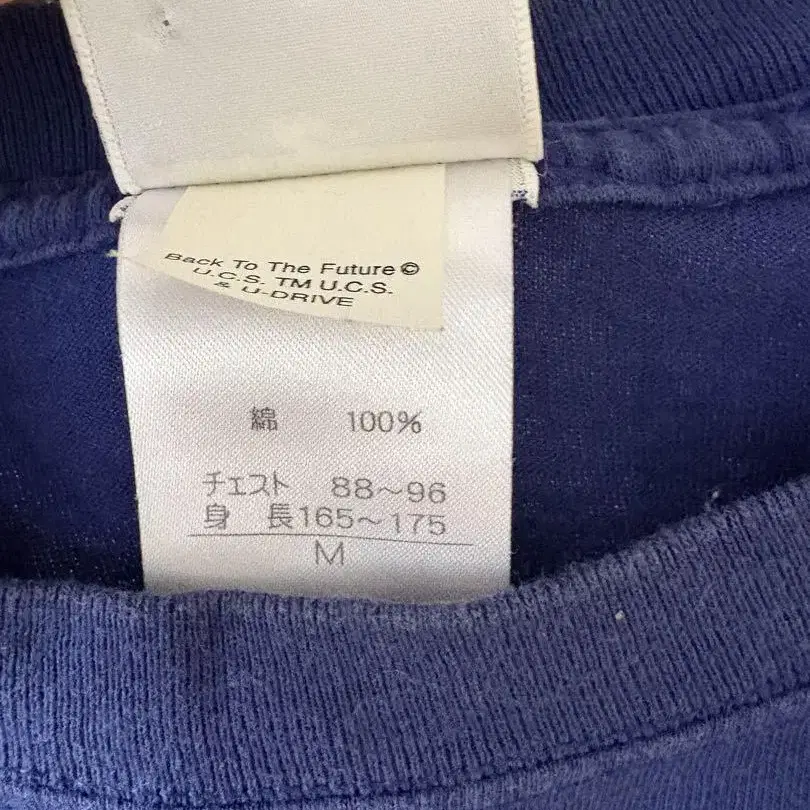 Back To The Future©
U.C.S. TM U.C.S.
& U-DRIVE
綿 100%
チェスト 88～96
身 長165～175
M